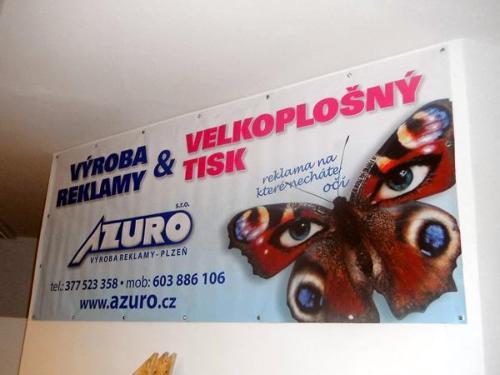 VÝROBA
REKLAMY
&
VELKOPLOŠNÝ
TISK
reklama na
které necháte
oči
AZURO
s.r.o.
VÝROBA REKLAMY - PLZEŇ
tel.: 377 523 358 • mob: 603 886 106
www.azuro.cz